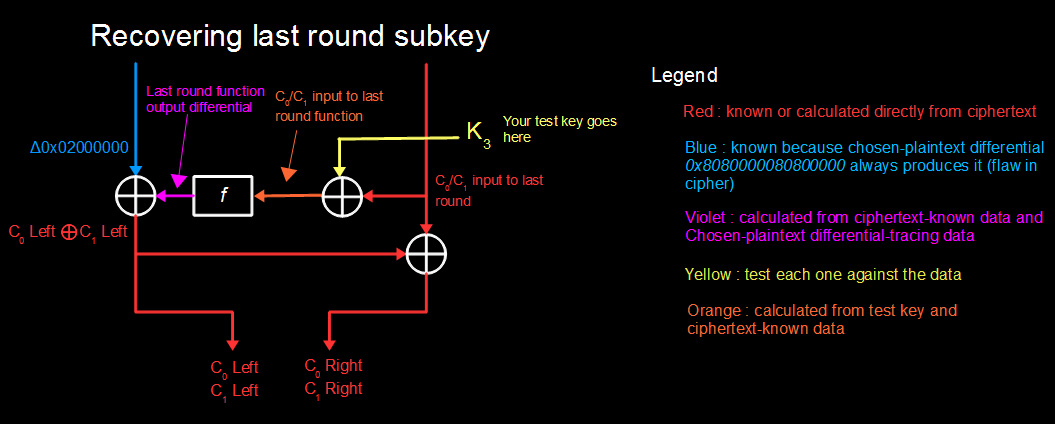 Recovering last round subkey
Last round function
output differential
C₀/C₁ input to last
round function
K₃
Your test key goes
here
Δ0x02000000
f
C₀/C₁ input to last
round
C₀ Left ⨁C₁ Left
C₀ Left
C₁ Left
C₀ Right
C₁ Right
Legend
Red : known or calculated directly from ciphertext
Blue : known because chosen-plaintext differential
0x8080000080800000 always produces it (flaw in
cipher)
Violet : calculated from ciphertext-known data and
Chosen-plaintext differential-tracing data
Yellow : test each one against the data
Orange : calculated from test key and
ciphertext-known data